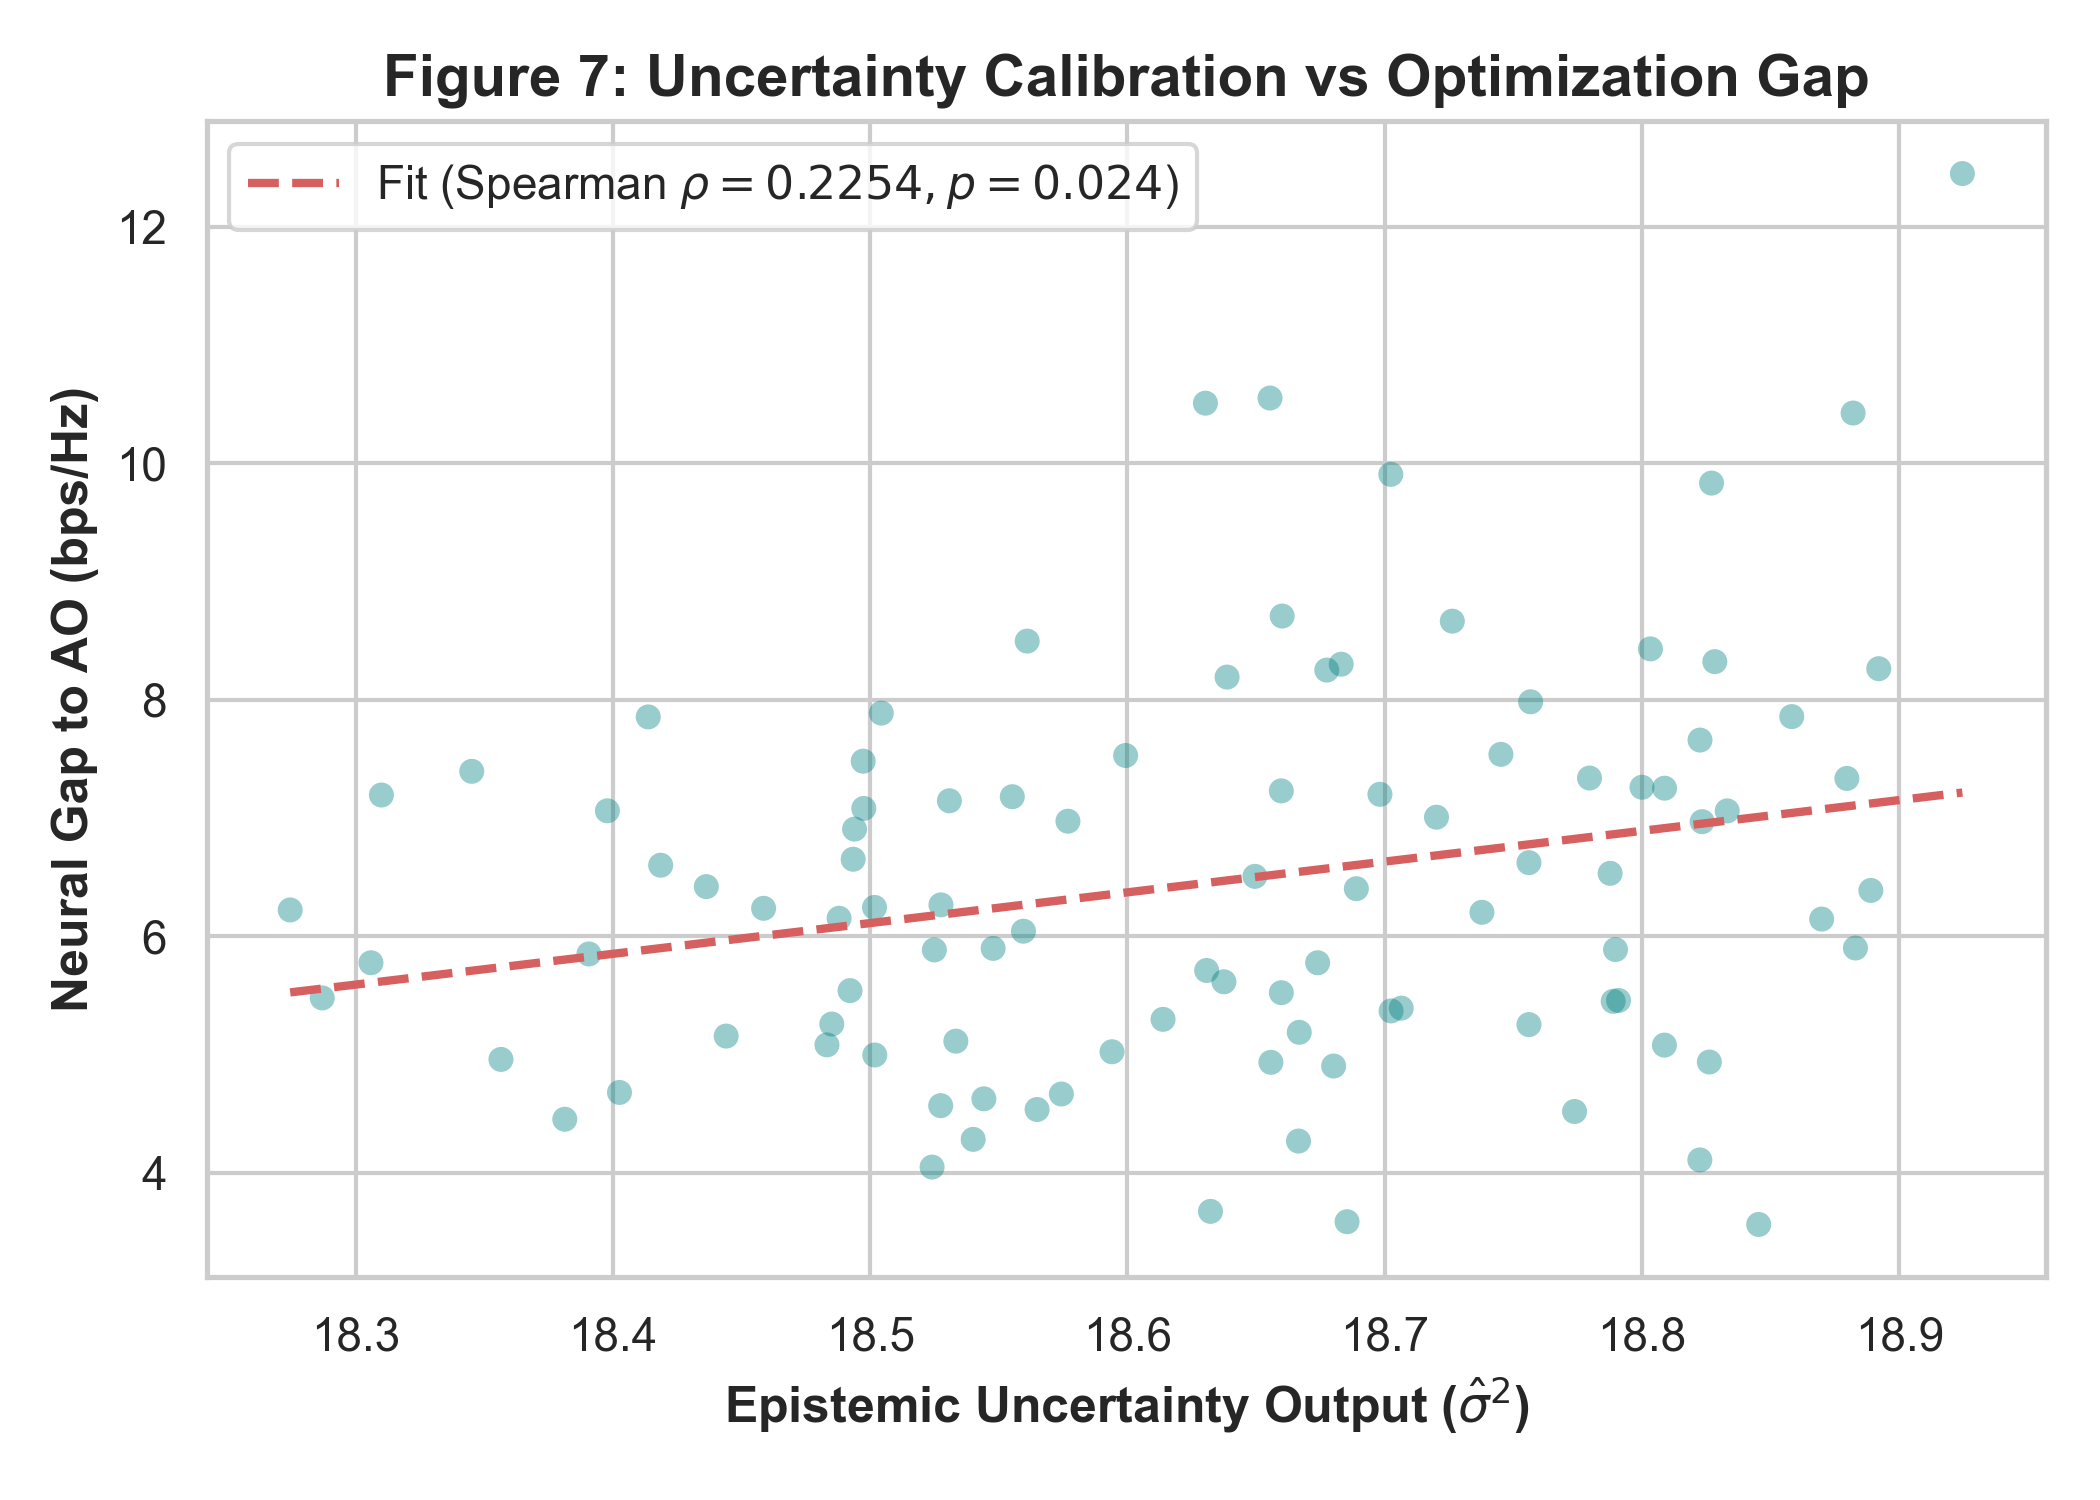 Figure 7: Uncertainty Calibration vs Optimization Gap
Fit (Spearman ρ = 0.2254, p = 0.024)
Neural Gap to AO (bps/Hz)
12
10
8
6
4
18.3 18.4 18.5 18.6 18.7 18.8 18.9
Epistemic Uncertainty Output (σ̂²)